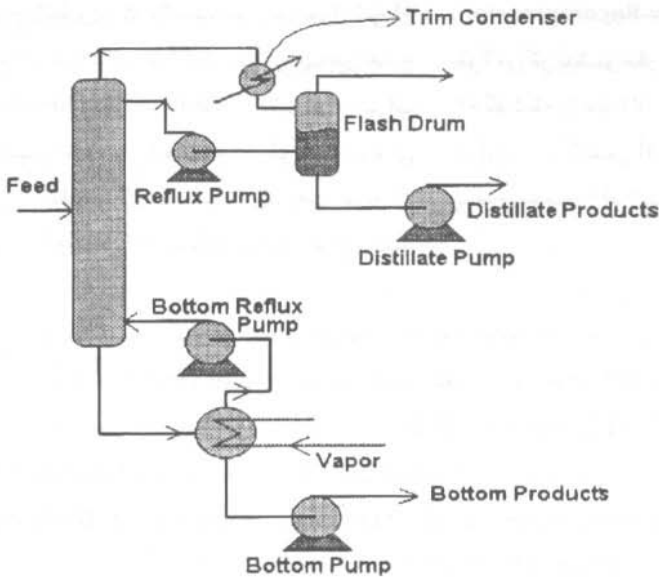 Trim Condenser
Flash Drum
Feed
Reflux Pump
Distillate Products
Distillate Pump
Bottom Reflux
Pump
Vapor
Bottom Products
Bottom Pump